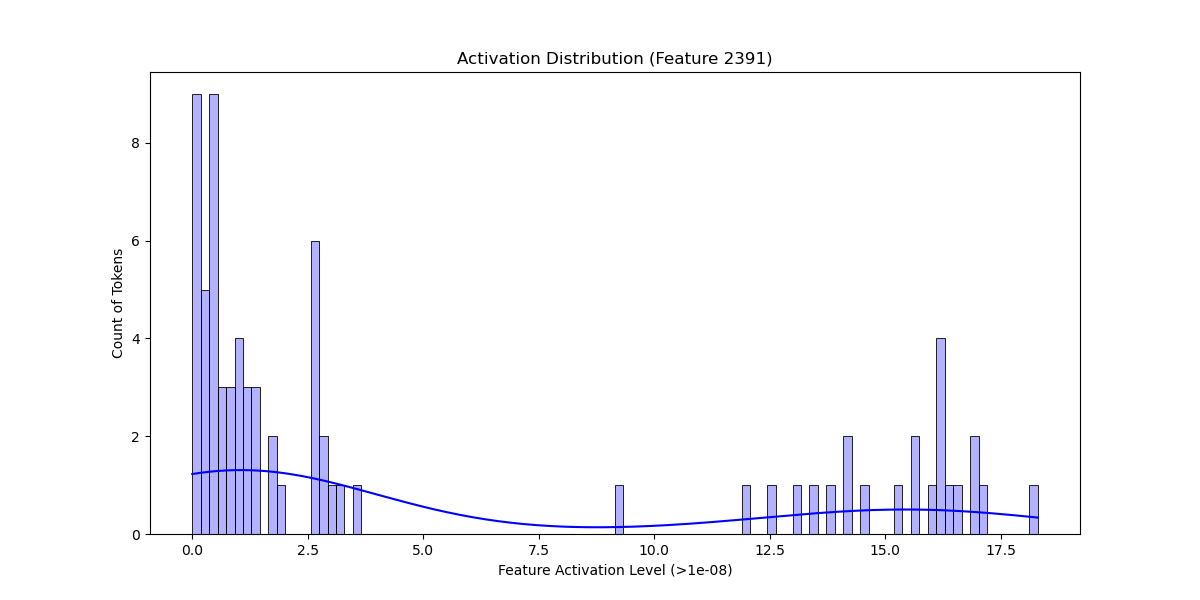 Activation Distribution (Feature 2391)
Count of Tokens
8
6
4
2
0
0.0 2.5 5.0 7.5 10.0 12.5 15.0 17.5
Feature Activation Level (>1e-08)